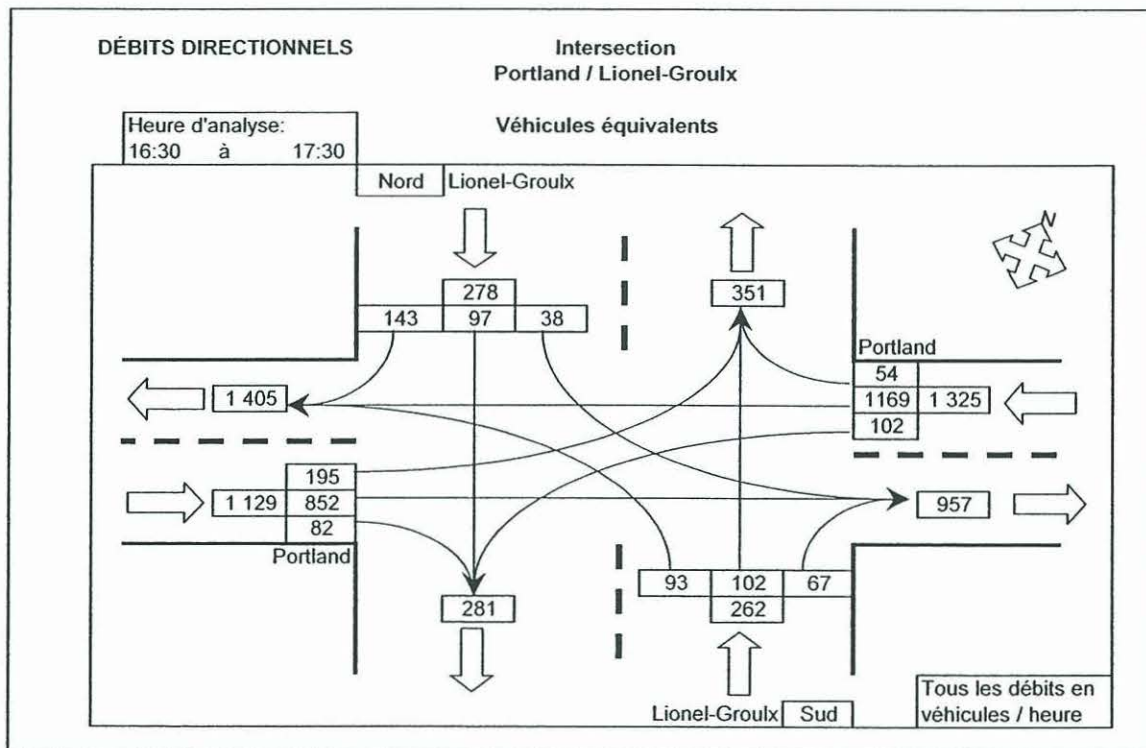 DÉBITS DIRECTIONNELS
Intersection
Portland / Lionel-Groulx
Heure d'analyse:
16:30 à 17:30
Véhicules équivalents
Nord Lionel-Groulx
N
278
351
143 97 38
Portland
54
1 405
1169 1 325
102
195
1 129 852
957
82
Portland
93 102 67
281
262
Lionel-Groulx Sud
Tous les débits en
véhicules / heure